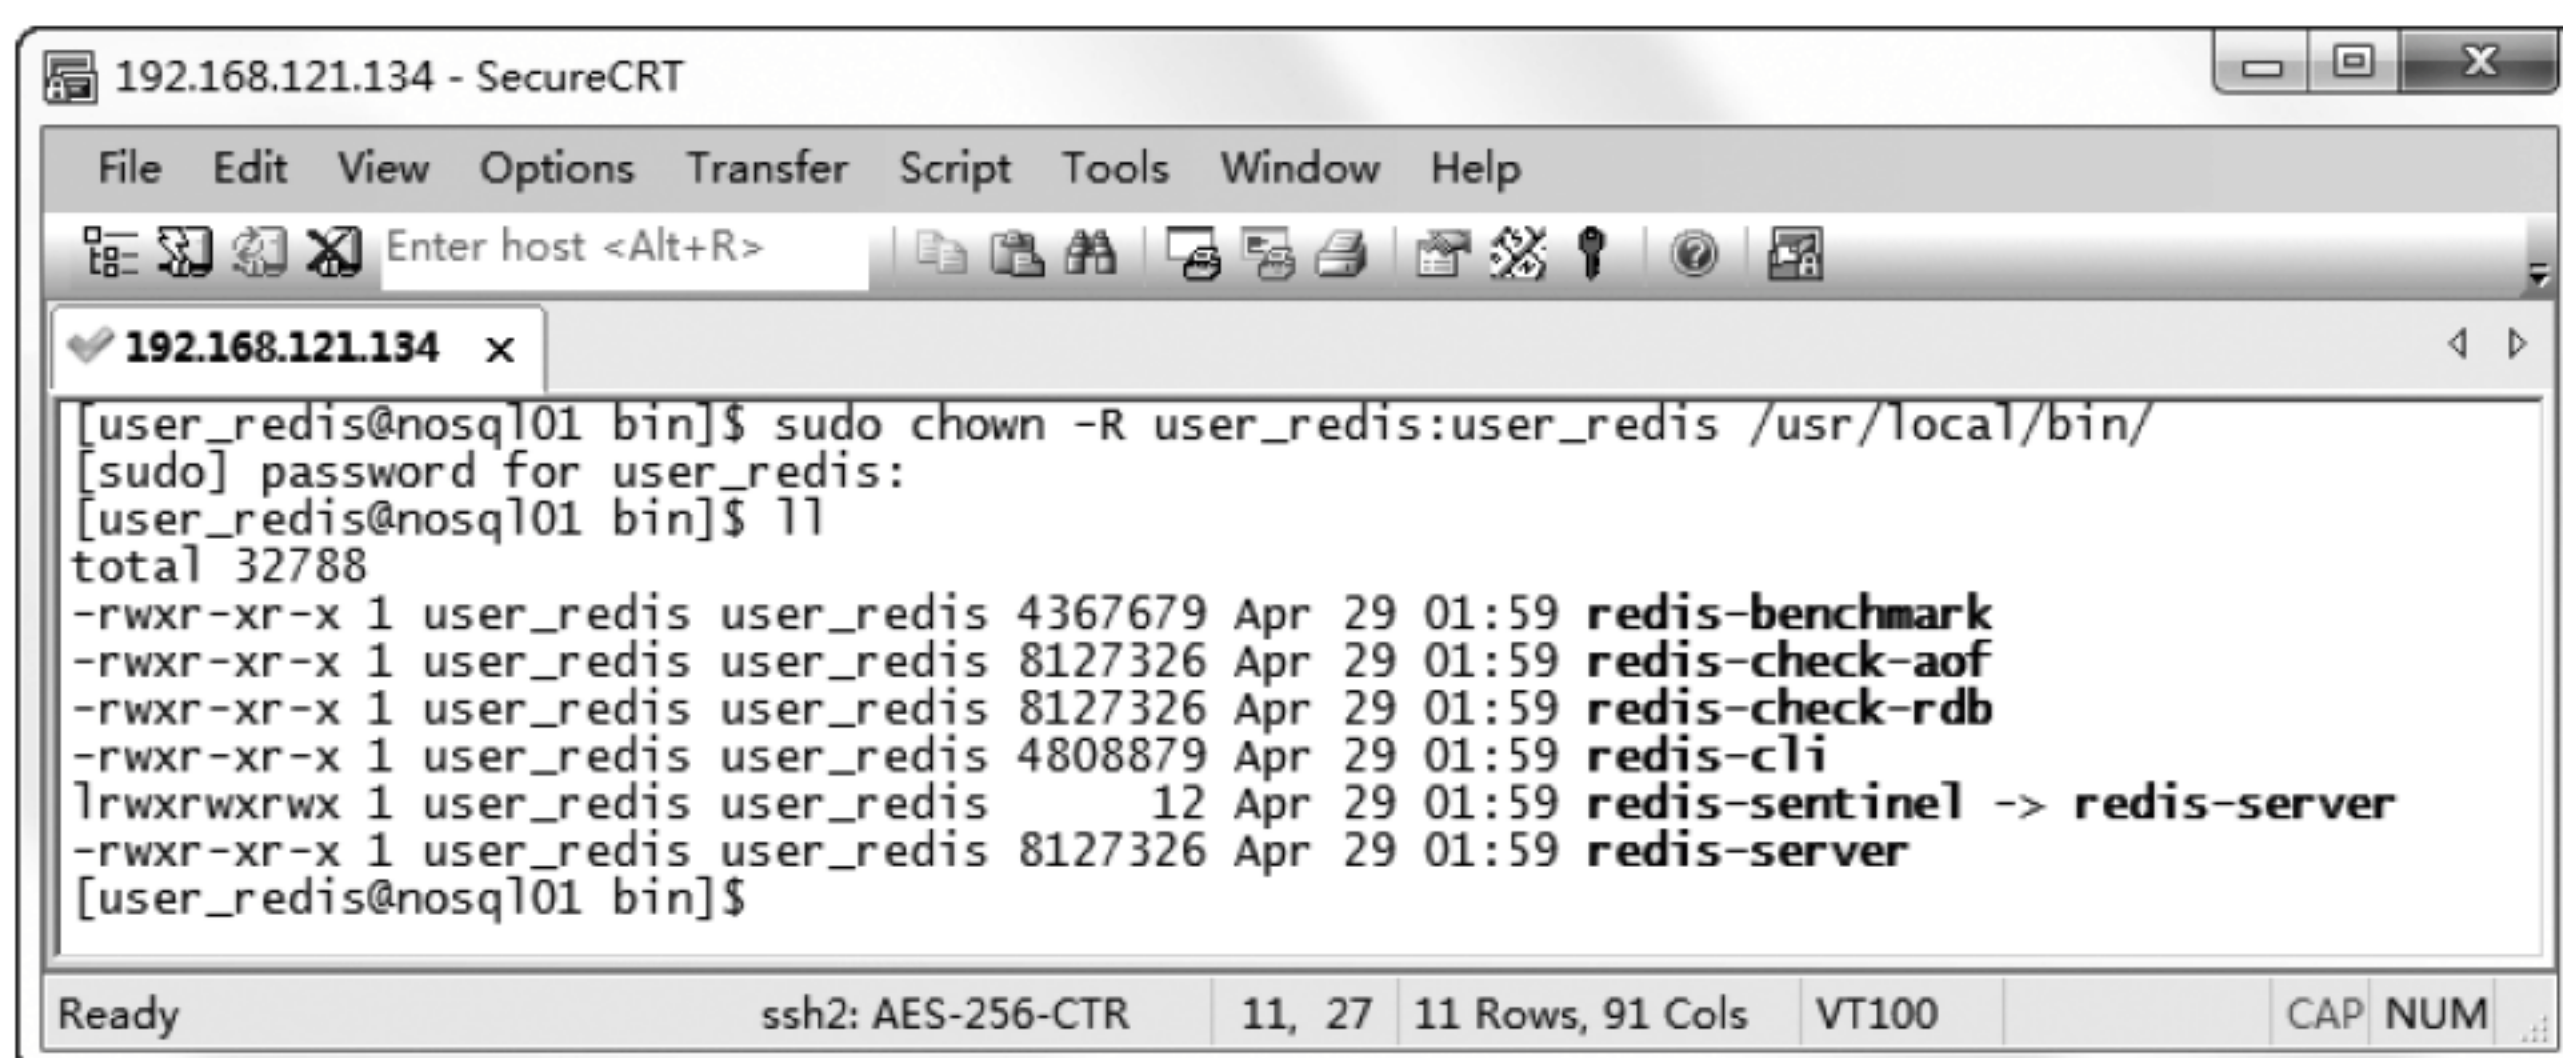 192.168.121.134 - SecureCRT
File Edit View Options Transfer Script Tools Window Help
Enter host <Alt+R>
192.168.121.134 x
[user_redis@nosql01 bin]$ sudo chown -R user_redis:user_redis /usr/local/bin/
[sudo] password for user_redis:
[user_redis@nosql01 bin]$ ll
total 32788
-rwxr-xr-x 1 user_redis user_redis 4367679 Apr 29 01:59 redis-benchmark
-rwxr-xr-x 1 user_redis user_redis 8127326 Apr 29 01:59 redis-check-aof
-rwxr-xr-x 1 user_redis user_redis 8127326 Apr 29 01:59 redis-check-rdb
-rwxr-xr-x 1 user_redis user_redis 4808879 Apr 29 01:59 redis-cli
lrwxrwxrwx 1 user_redis user_redis      12 Apr 29 01:59 redis-sentinel -> redis-server
-rwxr-xr-x 1 user_redis user_redis 8127326 Apr 29 01:59 redis-server
[user_redis@nosql01 bin]$
Ready ssh2: AES-256-CTR 11, 27 11 Rows, 91 Cols VT100 CAP NUM